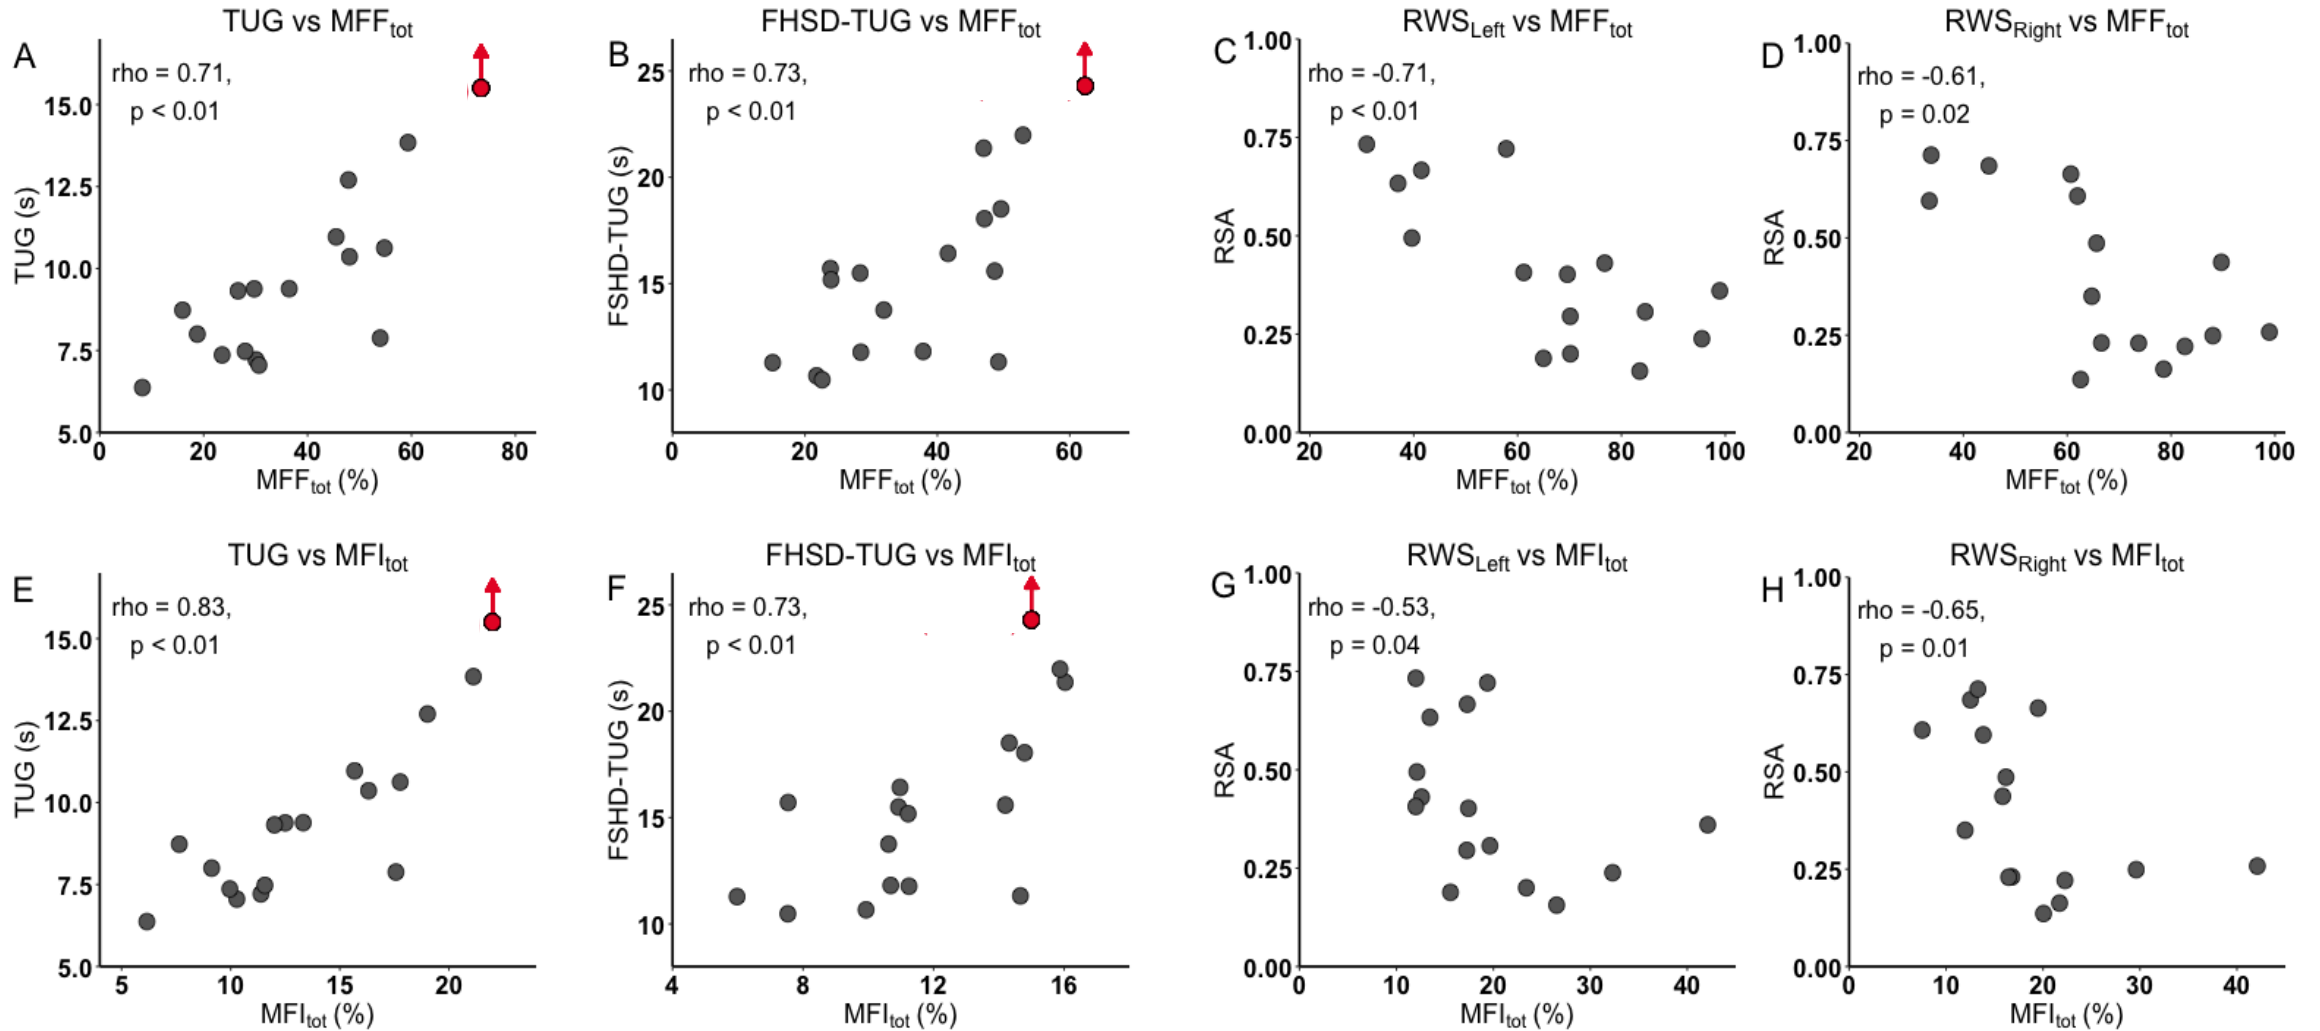 A
TUG vs MFFtot
rho = 0.71,
p < 0.01
TUG (s)
15.0
12.5
10.0
7.5
5.0
0 20 40 60 80
MFFtot (%)
B
FHSD-TUG vs MFFtot
rho = 0.73,
p < 0.01
FSHD-TUG (s)
25
20
15
10
0 20 40 60
MFFtot (%)
C
RWSLeft vs MFFtot
rho = -0.71,
p < 0.01
RSA
1.00
0.75
0.50
0.25
0.00
20 40 60 80 100
MFFtot (%)
D
RWSRight vs MFFtot
rho = -0.61,
p = 0.02
RSA
1.00
0.75
0.50
0.25
0.00
20 40 60 80 100
MFFtot (%)
E
TUG vs MFItot
rho = 0.83,
p < 0.01
TUG (s)
15.0
12.5
10.0
7.5
5.0
5 10 15 20
MFItot (%)
F
FHSD-TUG vs MFItot
rho = 0.73,
p < 0.01
FSHD-TUG (s)
25
20
15
10
4 8 12 16
MFItot (%)
G
RWSLeft vs MFItot
rho = -0.53,
p = 0.04
RSA
1.00
0.75
0.50
0.25
0.00
0 10 20 30 40
MFItot (%)
H
RWSRight vs MFItot
rho = -0.65,
p = 0.01
RSA
1.00
0.75
0.50
0.25
0.00
0 10 20 30 40
MFItot (%)